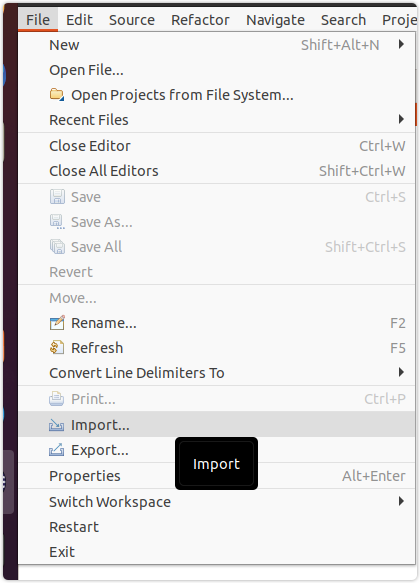 File Edit Source Refactor Navigate Search Proje
New Shift+Alt+N
Open File...
Open Projects from File System...
Recent Files
Close Editor Ctrl+W
Close All Editors Shift+Ctrl+W
Save Ctrl+S
Save As...
Save All Shift+Ctrl+S
Revert
Move...
Rename... F2
Refresh F5
Convert Line Delimiters To
Print... Ctrl+P
Import...
Export...
Import
Properties Alt+Enter
Switch Workspace
Restart
Exit